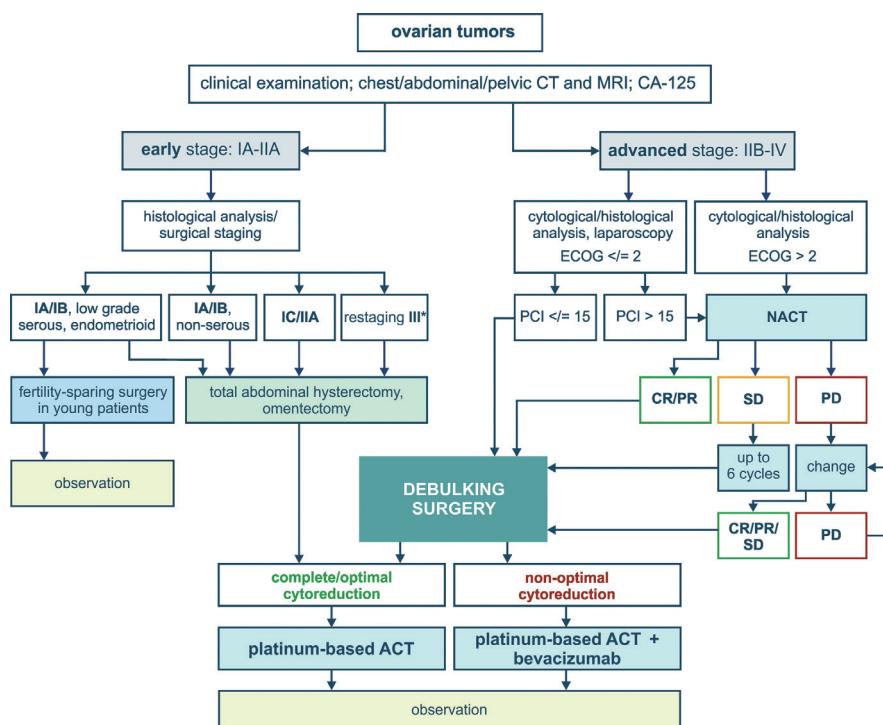 ovarian tumors
clinical examination; chest/abdominal/pelvic CT and MRI; CA-125
early stage: IA-IIA
advanced stage: IIB-IV
histological analysis/
surgical staging
cytological/histological
analysis, laparoscopy
ECOG </= 2
cytological/histological
analysis
ECOG > 2
IA/IB, low grade
serous, endometrioid
IA/IB,
non-serous
IC/IIA
restaging III*
PCI </= 15
PCI > 15
NACT
fertility-sparing surgery
in young patients
total abdominal hysterectomy,
omentectomy
CR/PR
SD
PD
observation
DEBULKING
SURGERY
up to
6 cycles
change
CR/PR/
SD
PD
complete/optimal
cytoreduction
non-optimal
cytoreduction
platinum-based ACT
platinum-based ACT +
bevacizumab
observation